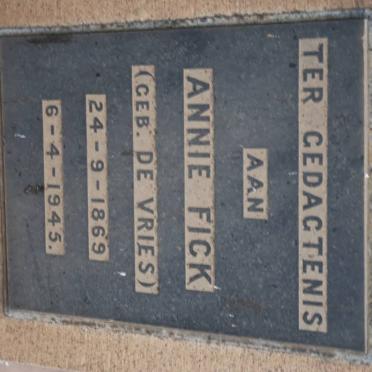 TER GEDACTENIS
AAN
ANNIE FICK
(GEB. DE VRIES)
24-9-1869
6-4-1945.